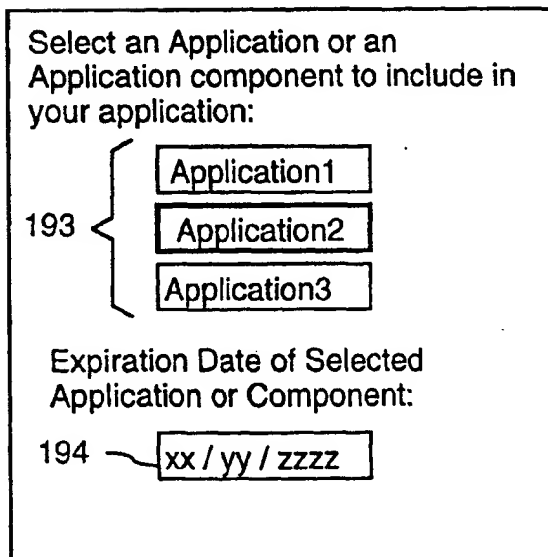 Select an Application or an
Application component to include in
your application:
Application1
193
Application2
Application3
Expiration Date of Selected
Application or Component:
194
xx / yy / zzzz